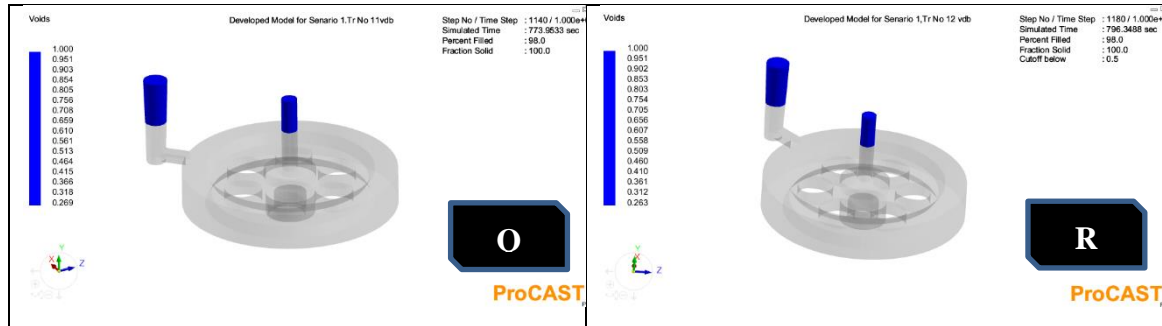 Voids
Developed Model for Senario 1.Tr No 11vdb
Step No / Time Step : 1140 / 1.000e+
Simulated Time : 773.9533 sec
Percent Filled : 98.0
Fraction Solid : 100.0
1.000
0.951
0.903
0.854
0.805
0.756
0.708
0.659
0.610
0.561
0.513
0.464
0.415
0.366
0.318
0.269
X
Y
Z
O
ProCAST
Voids
Developed Model for Senario 1,Tr No 12 vdb
Step No / Time Step : 1180 / 1.000e+
Simulated Time : 796.3488 sec
Percent Filled : 98.0
Fraction Solid : 100.0
Cutoff below : 0.5
1.000
0.951
0.902
0.853
0.803
0.754
0.705
0.656
0.607
0.558
0.509
0.460
0.410
0.361
0.312
0.263
X
Y
Z
R
ProCAST